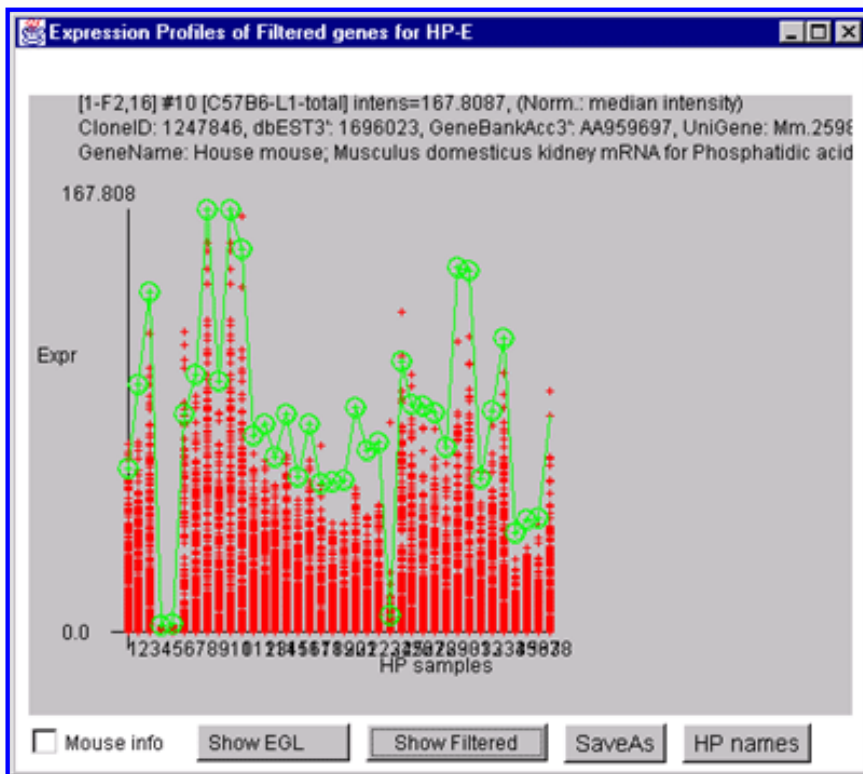 Expression Profiles of Filtered genes for HP-E
[1-F2,16] #10 [C57B6-L1-total] intens=167.8087, (Norm.: median intensity)
CloneID: 1247846, dbEST3': 1696023, GeneBankAcc3': AA959697, UniGene: Mm.2598
GeneName: House mouse; Musculus domesticus kidney mRNA for Phosphatidic acid
167.808
Expr
0.0
HP samples
Mouse info
Show EGL
Show Filtered
SaveAs
HP names